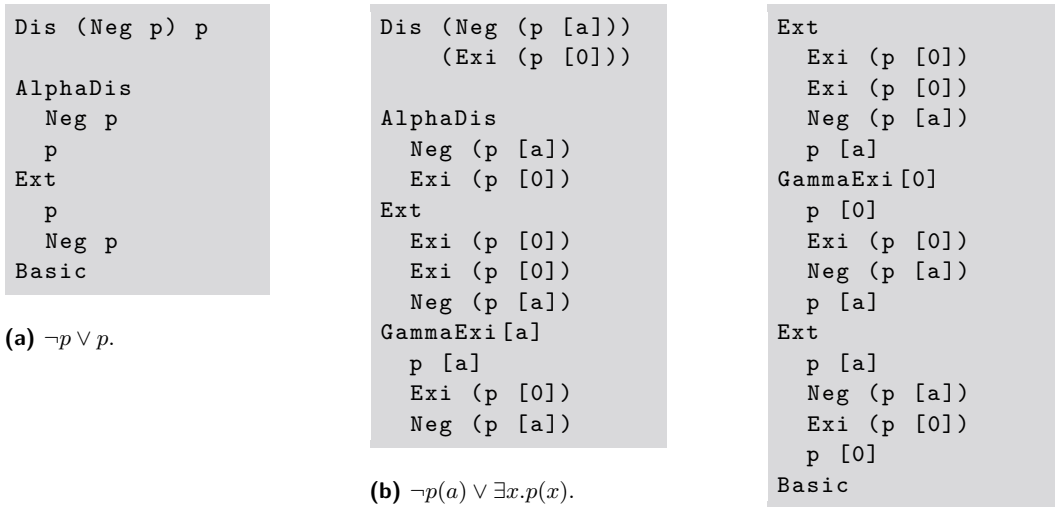 Dis (Neg p) p
AlphaDis
Neg p
p
Ext
p
Neg p
Basic
(a) ¬p ∨ p.
Dis (Neg (p [a]))
(Exi (p [0]))
AlphaDis
Neg (p [a])
Exi (p [0])
Ext
Exi (p [0])
Exi (p [0])
Neg (p [a])
GammaExi[a]
p [a]
Exi (p [0])
Neg (p [a])
(b) ¬p(a) ∨ ∃x.p(x).
Ext
Exi (p [0])
Exi (p [0])
Neg (p [a])
p [a]
GammaExi[0]
p [0]
Exi (p [0])
Neg (p [a])
p [a]
Ext
p [a]
Neg (p [a])
Exi (p [0])
p [0]
Basic